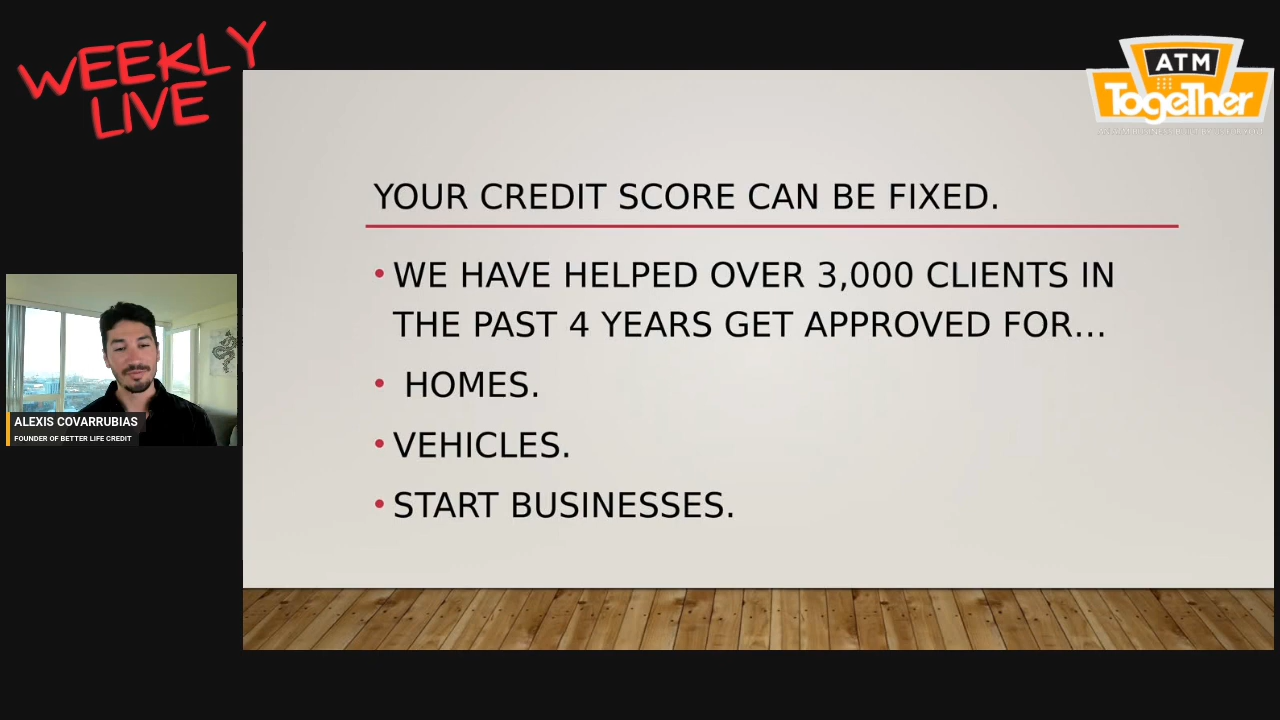 WEEKLY
LIVE
ATM
TogeTher
YOUR CREDIT SCORE CAN BE FIXED.
• WE HAVE HELPED OVER 3,000 CLIENTS IN
THE PAST 4 YEARS GET APPROVED FOR...
• HOMES.
• VEHICLES.
• START BUSINESSES.
ALEXIS COVARRUBIAS
FOUNDER OF BETTER LIFE CREDIT